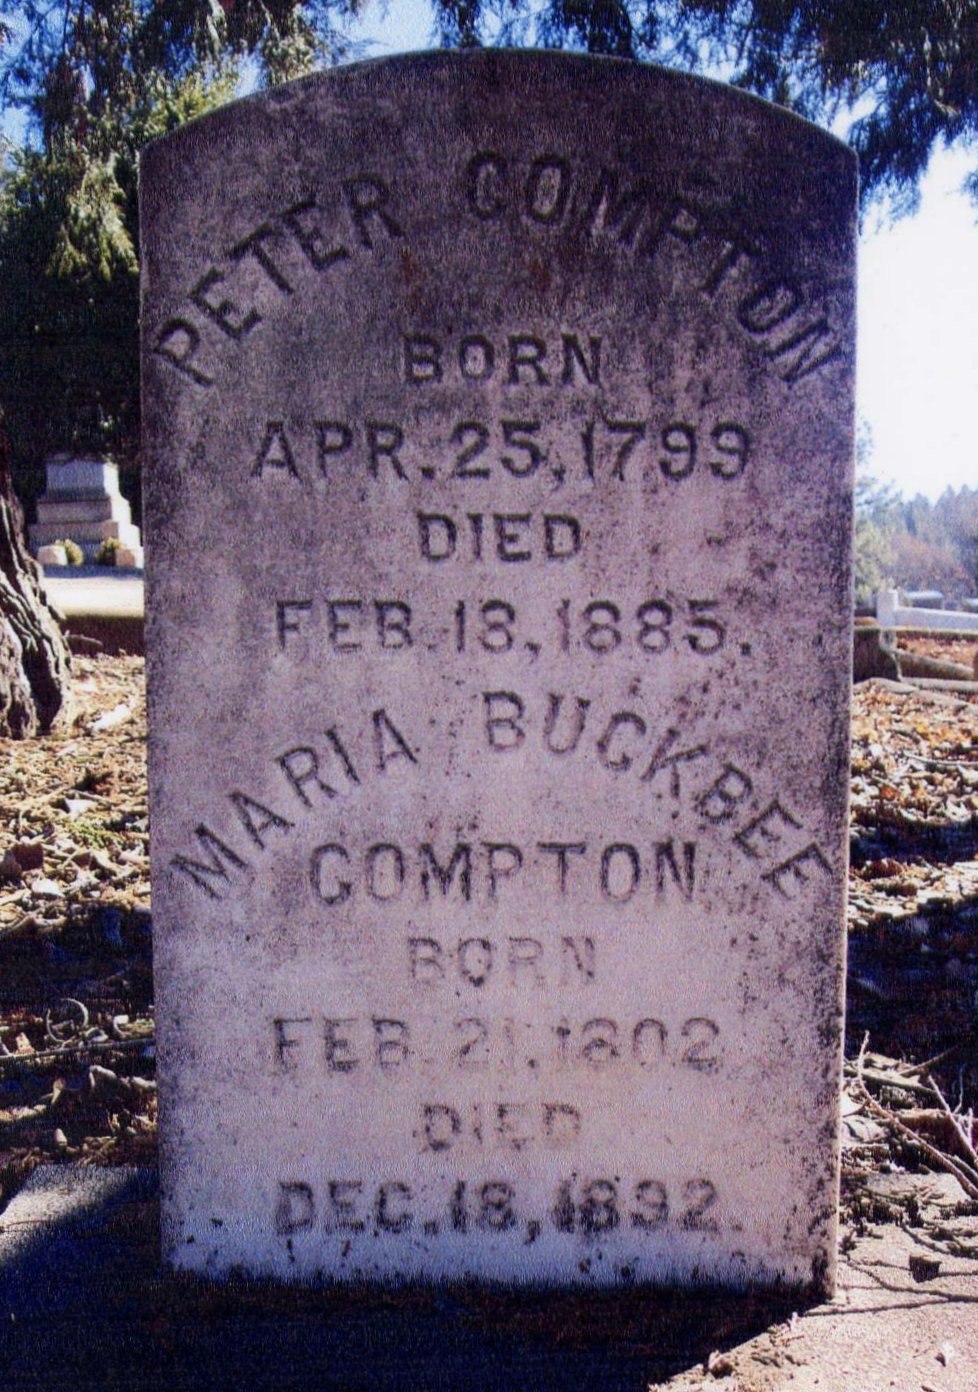 PETER COMPTON
BORN
APR. 25, 1799
DIED
FEB. 18, 1885.
MARIA BUCKBEE
COMPTON
BORN
FEB. 21, 1802
DIED
DEC. 18, 1892.